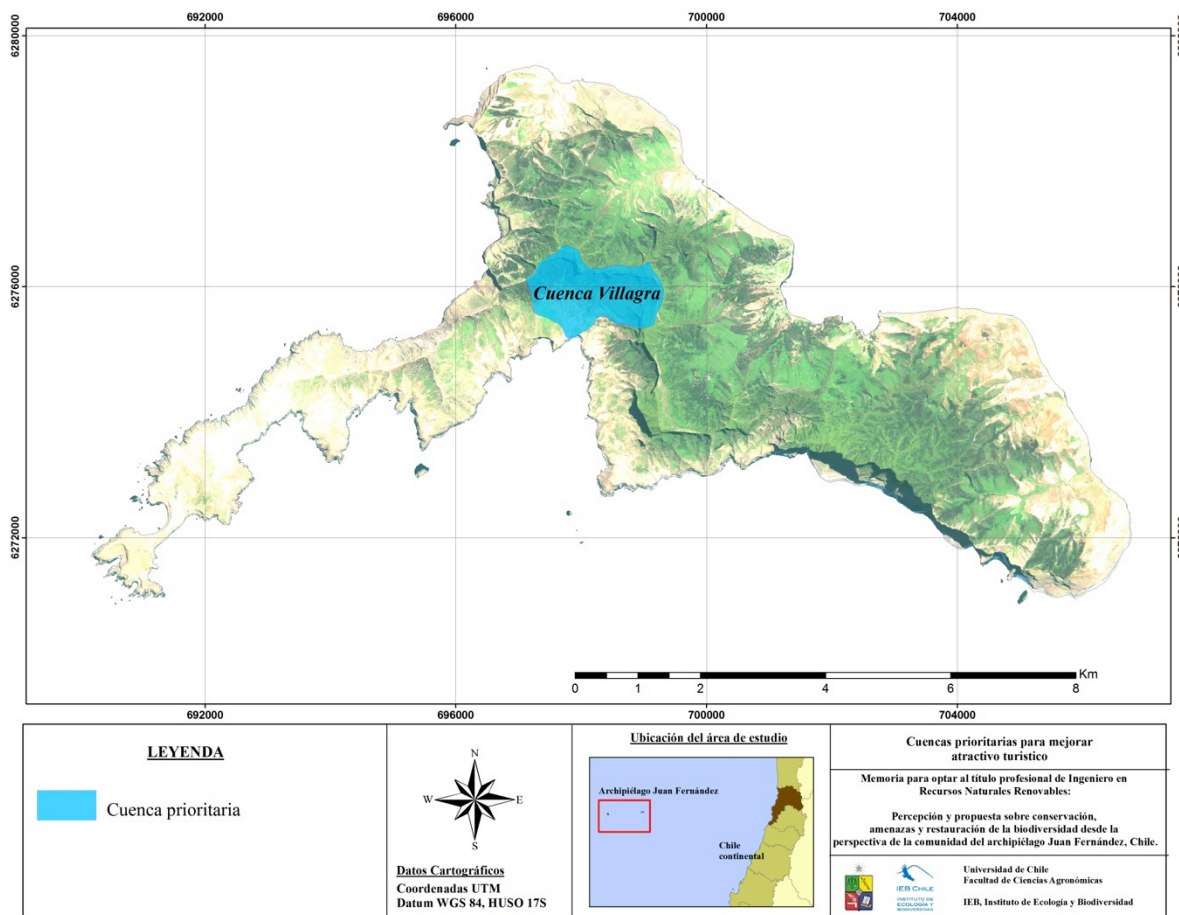 692000 696000 700000 704000
6280000
6276000
6272000
Cuenca Villagra
Km
0 1 2 4 6 8
692000 696000 700000 704000
LEYENDA
Cuenca prioritaria
N
W E
S
Datos Cartográficos
Coordenadas UTM
Datum WGS 84, HUSO 17S
Ubicación del área de estudio
Archipiélago Juan Fernández
Chile
continental
Cuencas prioritarias para mejorar
atractivo turistico
Memoria para optar al título profesional de Ingeniero en
Recursos Naturales Renovables:
Percepción y propuesta sobre conservación,
amenazas y restauración de la biodiversidad desde la
perspectiva de la comunidad del archipiélago Juan Fernández, Chile.
IEB CHILE
INSTITUTO DE
ECOLOGÍA Y
BIODIVERSIDAD
Universidad de Chile
Facultad de Ciencias Agronómicas
IEB, Instituto de Ecología y Biodiversidad